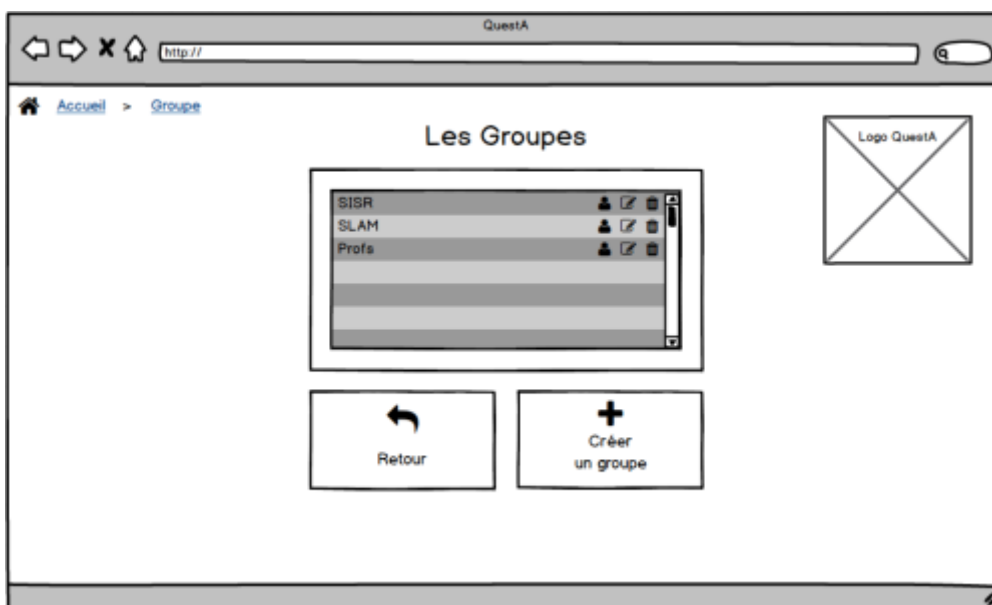 QuestA
http://
Accueil > Groupe
Les Groupes
Logo QuestA
SISR
SLAM
Profs
Retour
Créer
un groupe